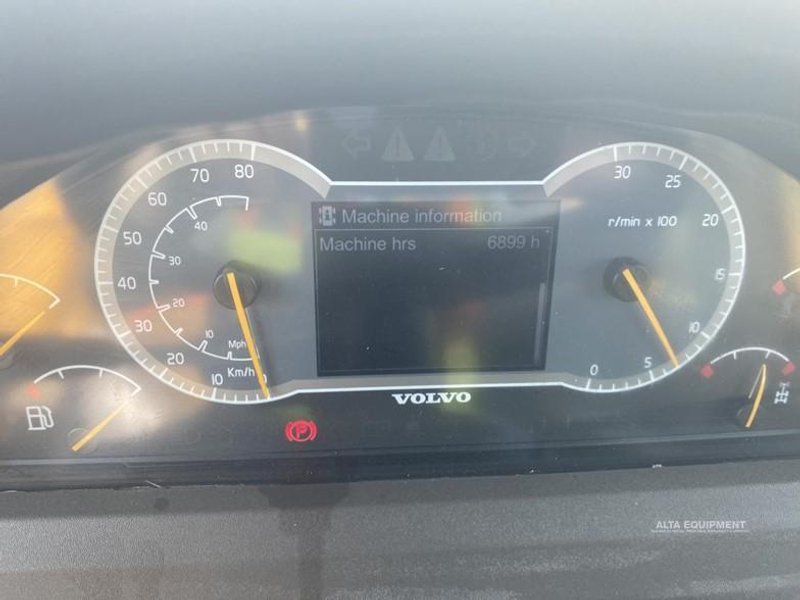 80
70
60
50
40
30
20
10
Km/h
40
30
20
10
Mph
Machine information
Machine hrs 6899 h
30
25
20
15
10
5
0
r/min x 100
VOLVO
P
ALTA EQUIPMENT